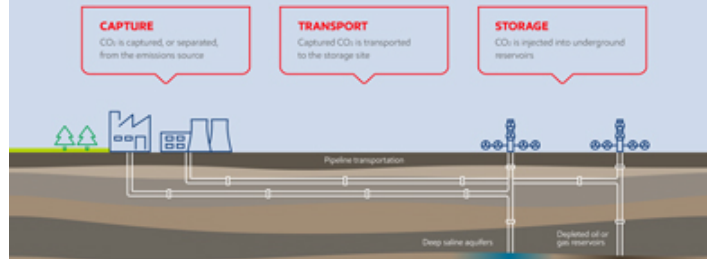 CAPTURE
CO₂ is captured, or separated,
from the emissions source
TRANSPORT
Captured CO₂ is transported
to the storage site
STORAGE
CO₂ is injected into underground
reservoirs
Pipeline transportation
Deep saline aquifers
Depleted oil or
gas reservoirs